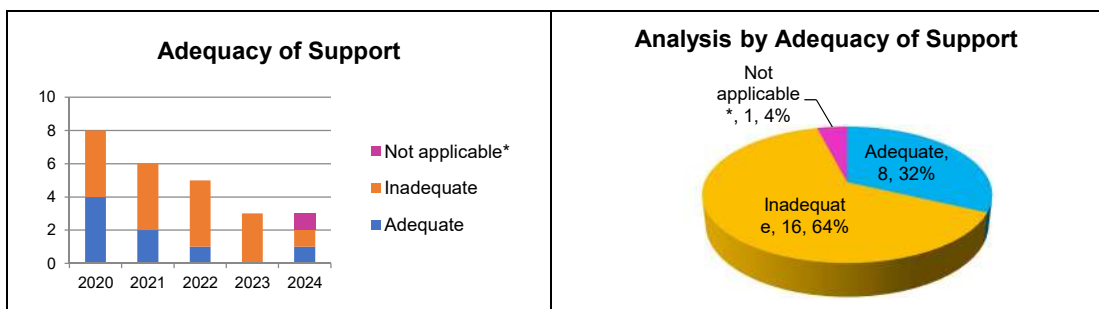 Adequacy of Support
10
8
6
4
2
0
2020 2021 2022 2023 2024
Not applicable*
Inadequate
Adequate
Analysis by Adequacy of Support
Not
applicable
*, 1, 4%
Adequate,
8, 32%
Inadequat
e, 16, 64%